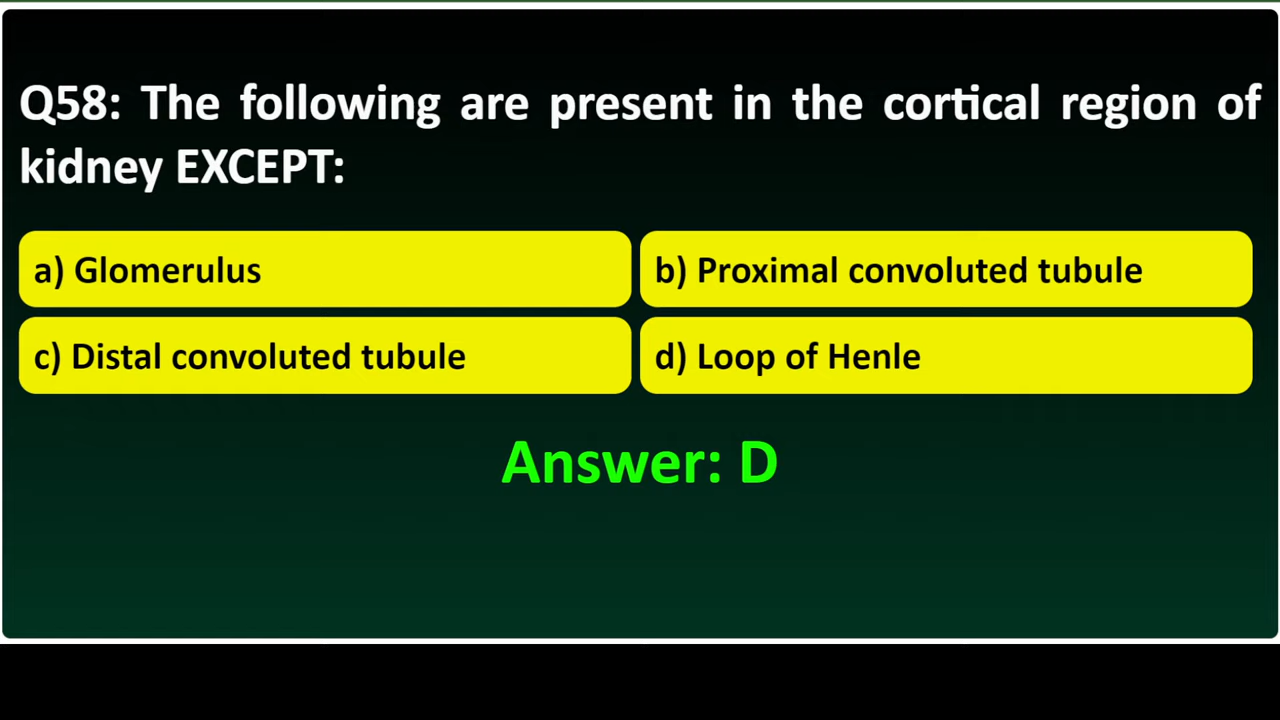 Q58: The following are present in the cortical region of
kidney EXCEPT:
a) Glomerulus
b) Proximal convoluted tubule
c) Distal convoluted tubule
d) Loop of Henle
Answer: D